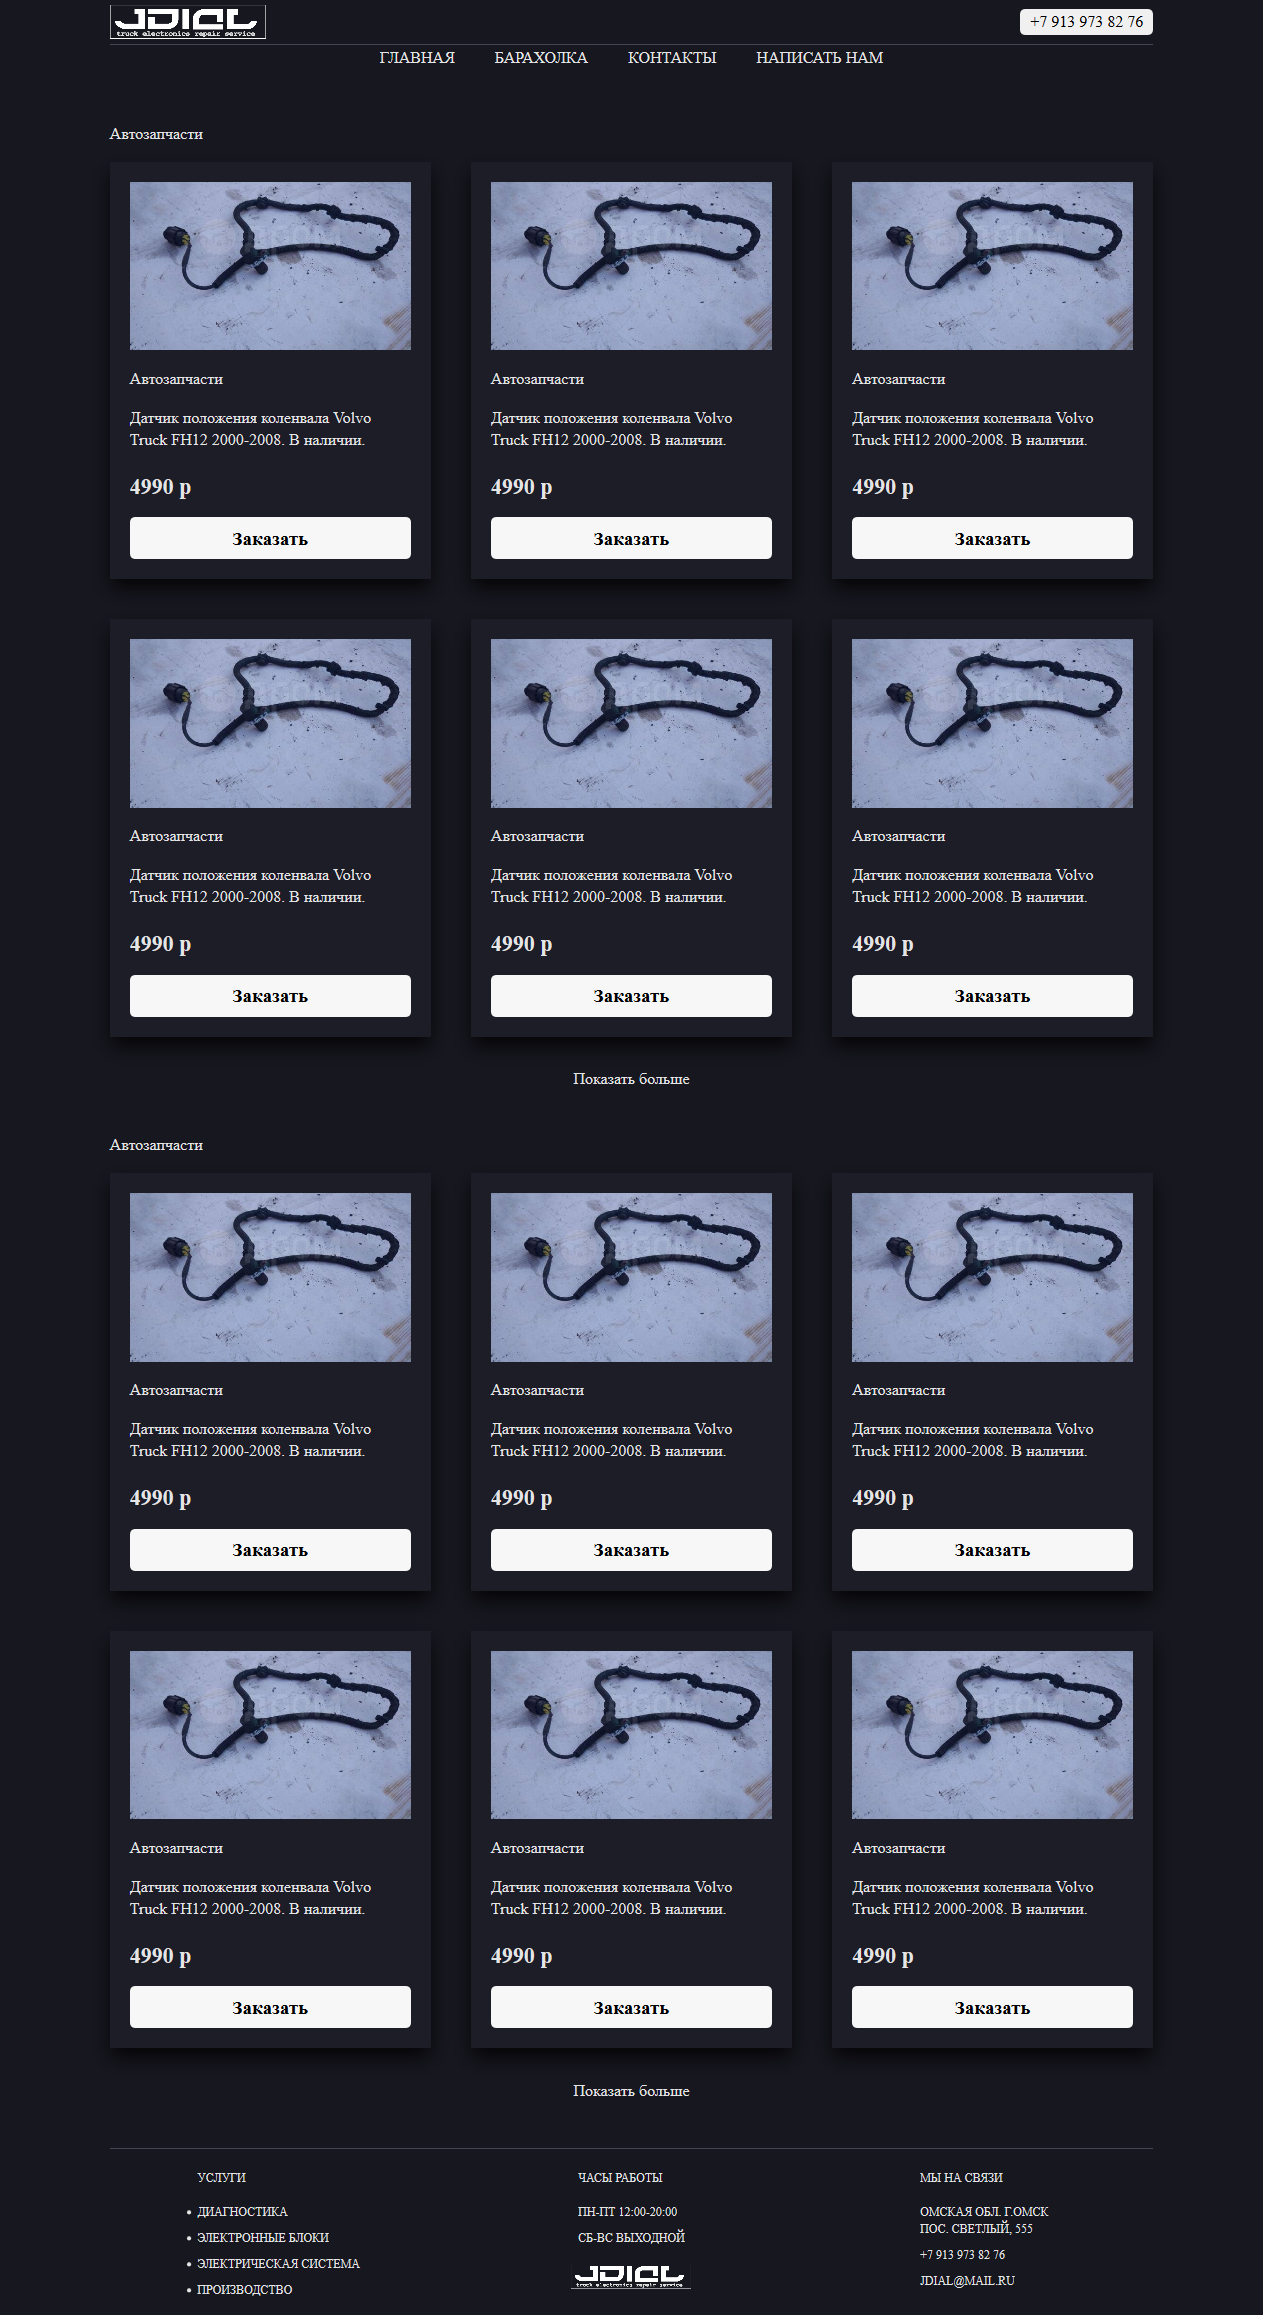 JDIAL
truck electronics repair service
+7 913 973 82 76
ГЛАВНАЯ БАРАХОЛКА КОНТАКТЫ НАПИСАТЬ НАМ
Автозапчасти
Автозапчасти Автозапчасти Автозапчасти
Датчик положения коленвала Volvo Датчик положения коленвала Volvo Датчик положения коленвала Volvo
Truck FH12 2000-2008. В наличии. Truck FH12 2000-2008. В наличии. Truck FH12 2000-2008. В наличии.
4990 р 4990 р 4990 р
Заказать Заказать Заказать
Автозапчасти Автозапчасти Автозапчасти
Датчик положения коленвала Volvo Датчик положения коленвала Volvo Датчик положения коленвала Volvo
Truck FH12 2000-2008. В наличии. Truck FH12 2000-2008. В наличии. Truck FH12 2000-2008. В наличии.
4990 р 4990 р 4990 р
Заказать Заказать Заказать
Показать больше
Автозапчасти
Автозапчасти Автозапчасти Автозапчасти
Датчик положения коленвала Volvo Датчик положения коленвала Volvo Датчик положения коленвала Volvo
Truck FH12 2000-2008. В наличии. Truck FH12 2000-2008. В наличии. Truck FH12 2000-2008. В наличии.
4990 р 4990 р 4990 р
Заказать Заказать Заказать
Автозапчасти Автозапчасти Автозапчасти
Датчик положения коленвала Volvo Датчик положения коленвала Volvo Датчик положения коленвала Volvo
Truck FH12 2000-2008. В наличии. Truck FH12 2000-2008. В наличии. Truck FH12 2000-2008. В наличии.
4990 р 4990 р 4990 р
Заказать Заказать Заказать
Показать больше
УСЛУГИ
• ДИАГНОСТИКА
• ЭЛЕКТРОННЫЕ БЛОКИ
• ЭЛЕКТРИЧЕСКАЯ СИСТЕМА
• ПРОИЗВОДСТВО
ЧАСЫ РАБОТЫ
ПН-ПТ 12:00-20:00
СБ-ВС ВЫХОДНОЙ
JDIAL
truck electronics repair service
МЫ НА СВЯЗИ
ОМСКАЯ ОБЛ. Г.ОМСК
ПОС. СВЕТЛЫЙ, 555
+7 913 973 82 76
JDIAL@MAIL.RU